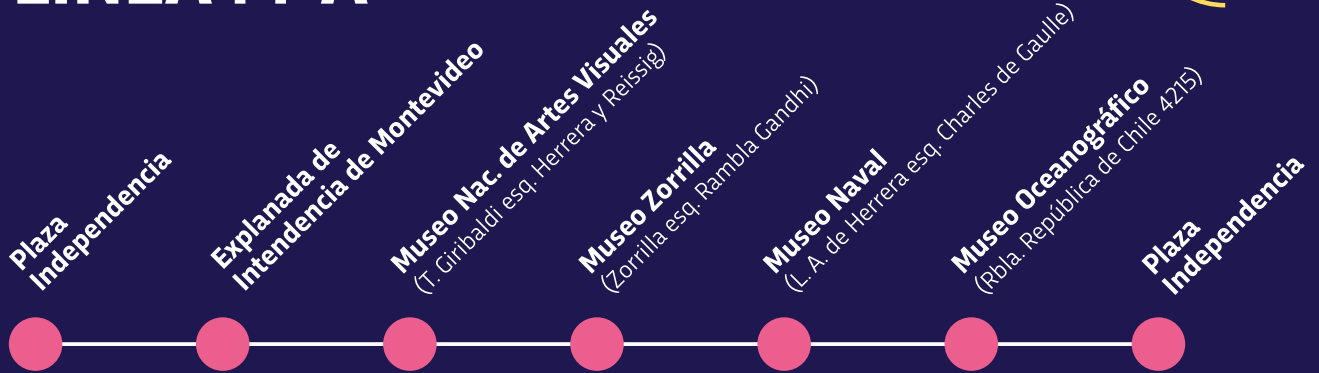 Plaza
Independencia
Explanada de
Intendencia de Montevideo
Museo Nac. de Artes Visuales
(T. Giribaldi esq. Herrera y Reissig)
Museo Zorrilla
(Zorrilla esq. Rambla Gandhi)
Museo Naval
(L. A. de Herrera esq. Charles de Gaulle)
Museo Oceanográfico
(Rbla. República de Chile 4215)
Plaza
Independencia